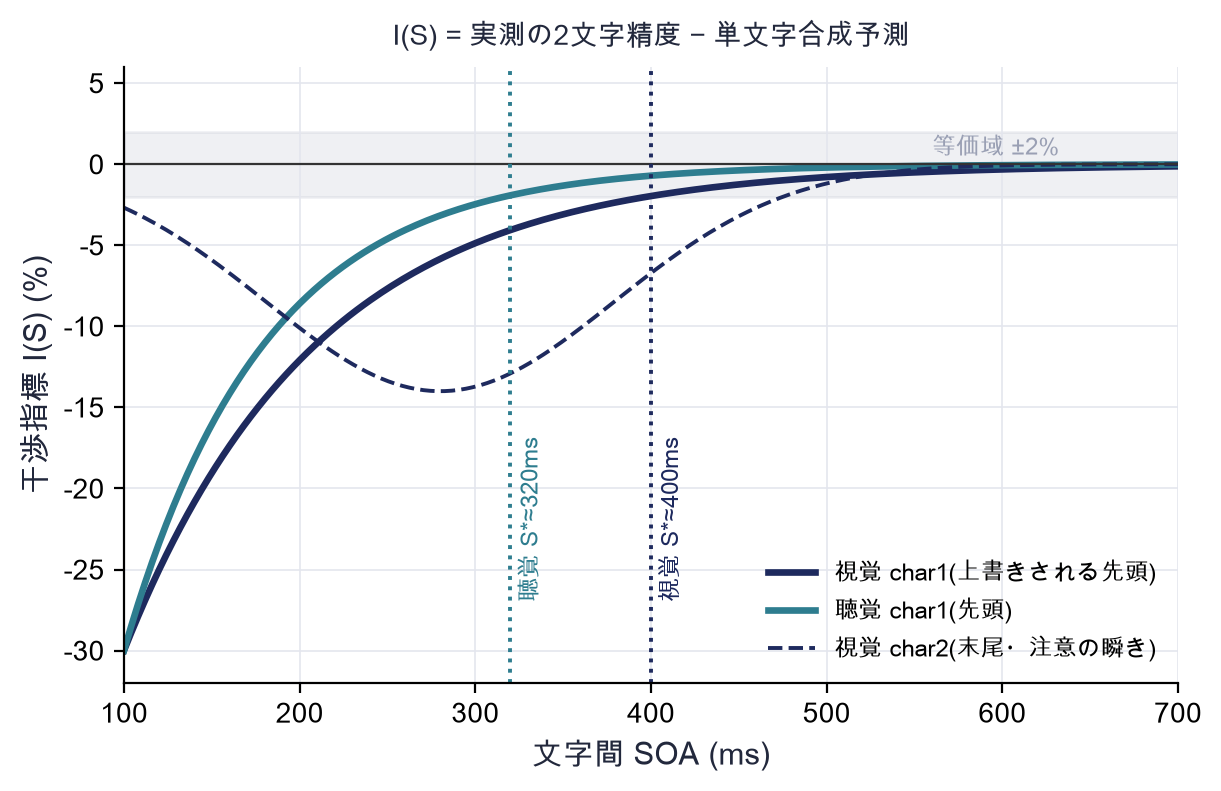 I(S) = 実測の2文字精度 − 単文字合成予測
干渉指標 I(S) (%)
5
0
-5
-10
-15
-20
-25
-30
等価域 ±2%
聴覚 S*≈320ms
視覚 S*≈400ms
視覚 char1(上書きされる先頭)
聴覚 char1(先頭)
視覚 char2(末尾・注意の瞬き)
100 200 300 400 500 600 700
文字間 SOA (ms)